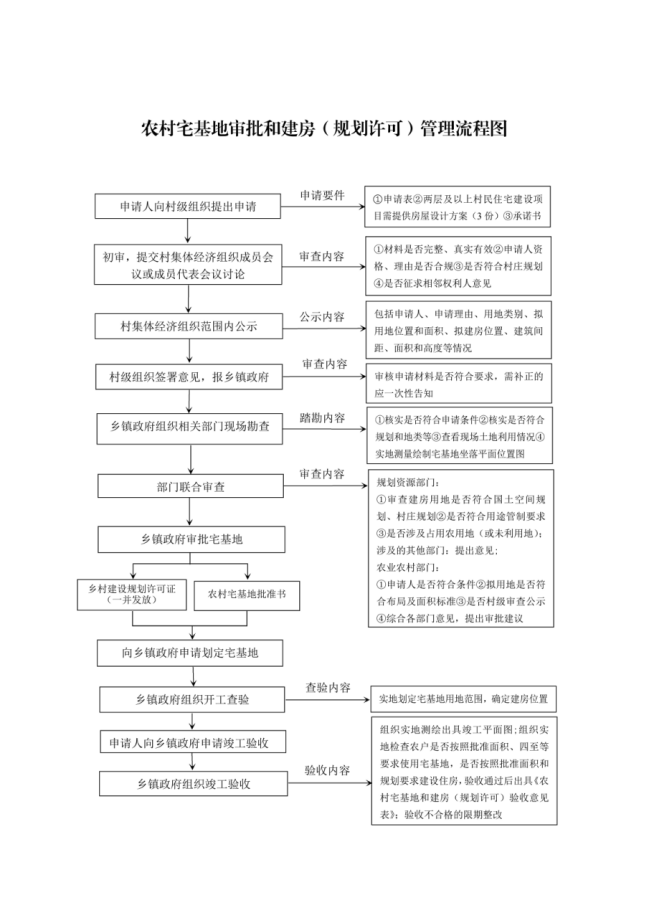 农村宅基地审批和建房（规划许可）管理流程图
申请人向村级组织提出申请
申请要件
①申请表②两层及以上村民住宅建设项
目需提供房屋设计方案（3 份）③承诺书
初审，提交村集体经济组织成员会
议或成员代表会议讨论
审查内容
①材料是否完整、真实有效②申请人资
格、理由是否合规③是否符合村庄规划
④是否征求相邻权利人意见
村集体经济组织范围内公示
公示内容
包括申请人、申请理由、用地类别、拟
用地位置和面积、拟建房位置、建筑间
距、面积和高度等情况
村级组织签署意见，报乡镇政府
审查内容
审核申请材料是否符合要求，需补正的
应一次性告知
乡镇政府组织相关部门现场勘查
踏勘内容
①核实是否符合申请条件②核实是否符合
规划和地类等③查看现场土地利用情况④
实地测量绘制宅基地坐落平面位置图
部门联合审查
审查内容
规划资源部门：
①审查建房用地是否符合国土空间规
划、村庄规划②是否符合用途管制要求
③是否涉及占用农用地（或未利用地）；
涉及的其他部门：提出意见；
农业农村部门：
①申请人是否符合条件②拟用地是否符
合布局及面积标准③是否村级审查公示
④综合各部门意见，提出审批建议
乡镇政府审批宅基地
乡村建设规划许可证
（一并发放）
农村宅基地批准书
向乡镇政府申请划定宅基地
乡镇政府组织开工查验
查验内容
实地划定宅基地用地范围，确定建房位置
申请人向乡镇政府申请竣工验收
乡镇政府组织竣工验收
验收内容
组织实地测绘出具竣工平面图；组织实
地检查农户是否按照批准面积、四至等
要求使用宅基地，是否按照批准面积和
规划要求建设住房，验收通过后出具《农
村宅基地和建房（规划许可）验收意见
表》；验收不合格的限期整改